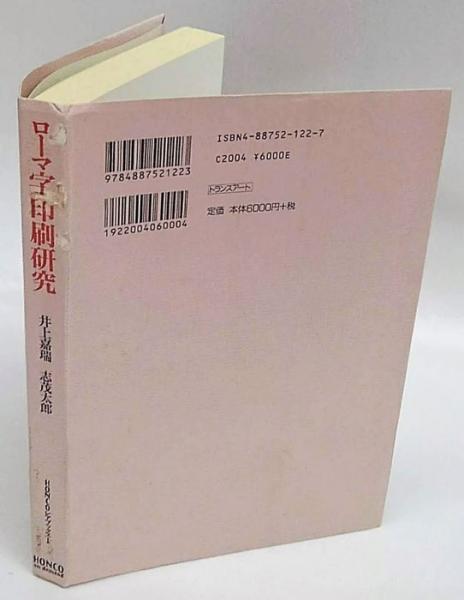 ローマ字印刷研究
井上嘉瑞 志茂太郎
HONCO
on demand
ISBN4-88752-122-7
C2004 ¥6000E
9784887521223
トランスアート
定価 本体6000円+税
1922004060004